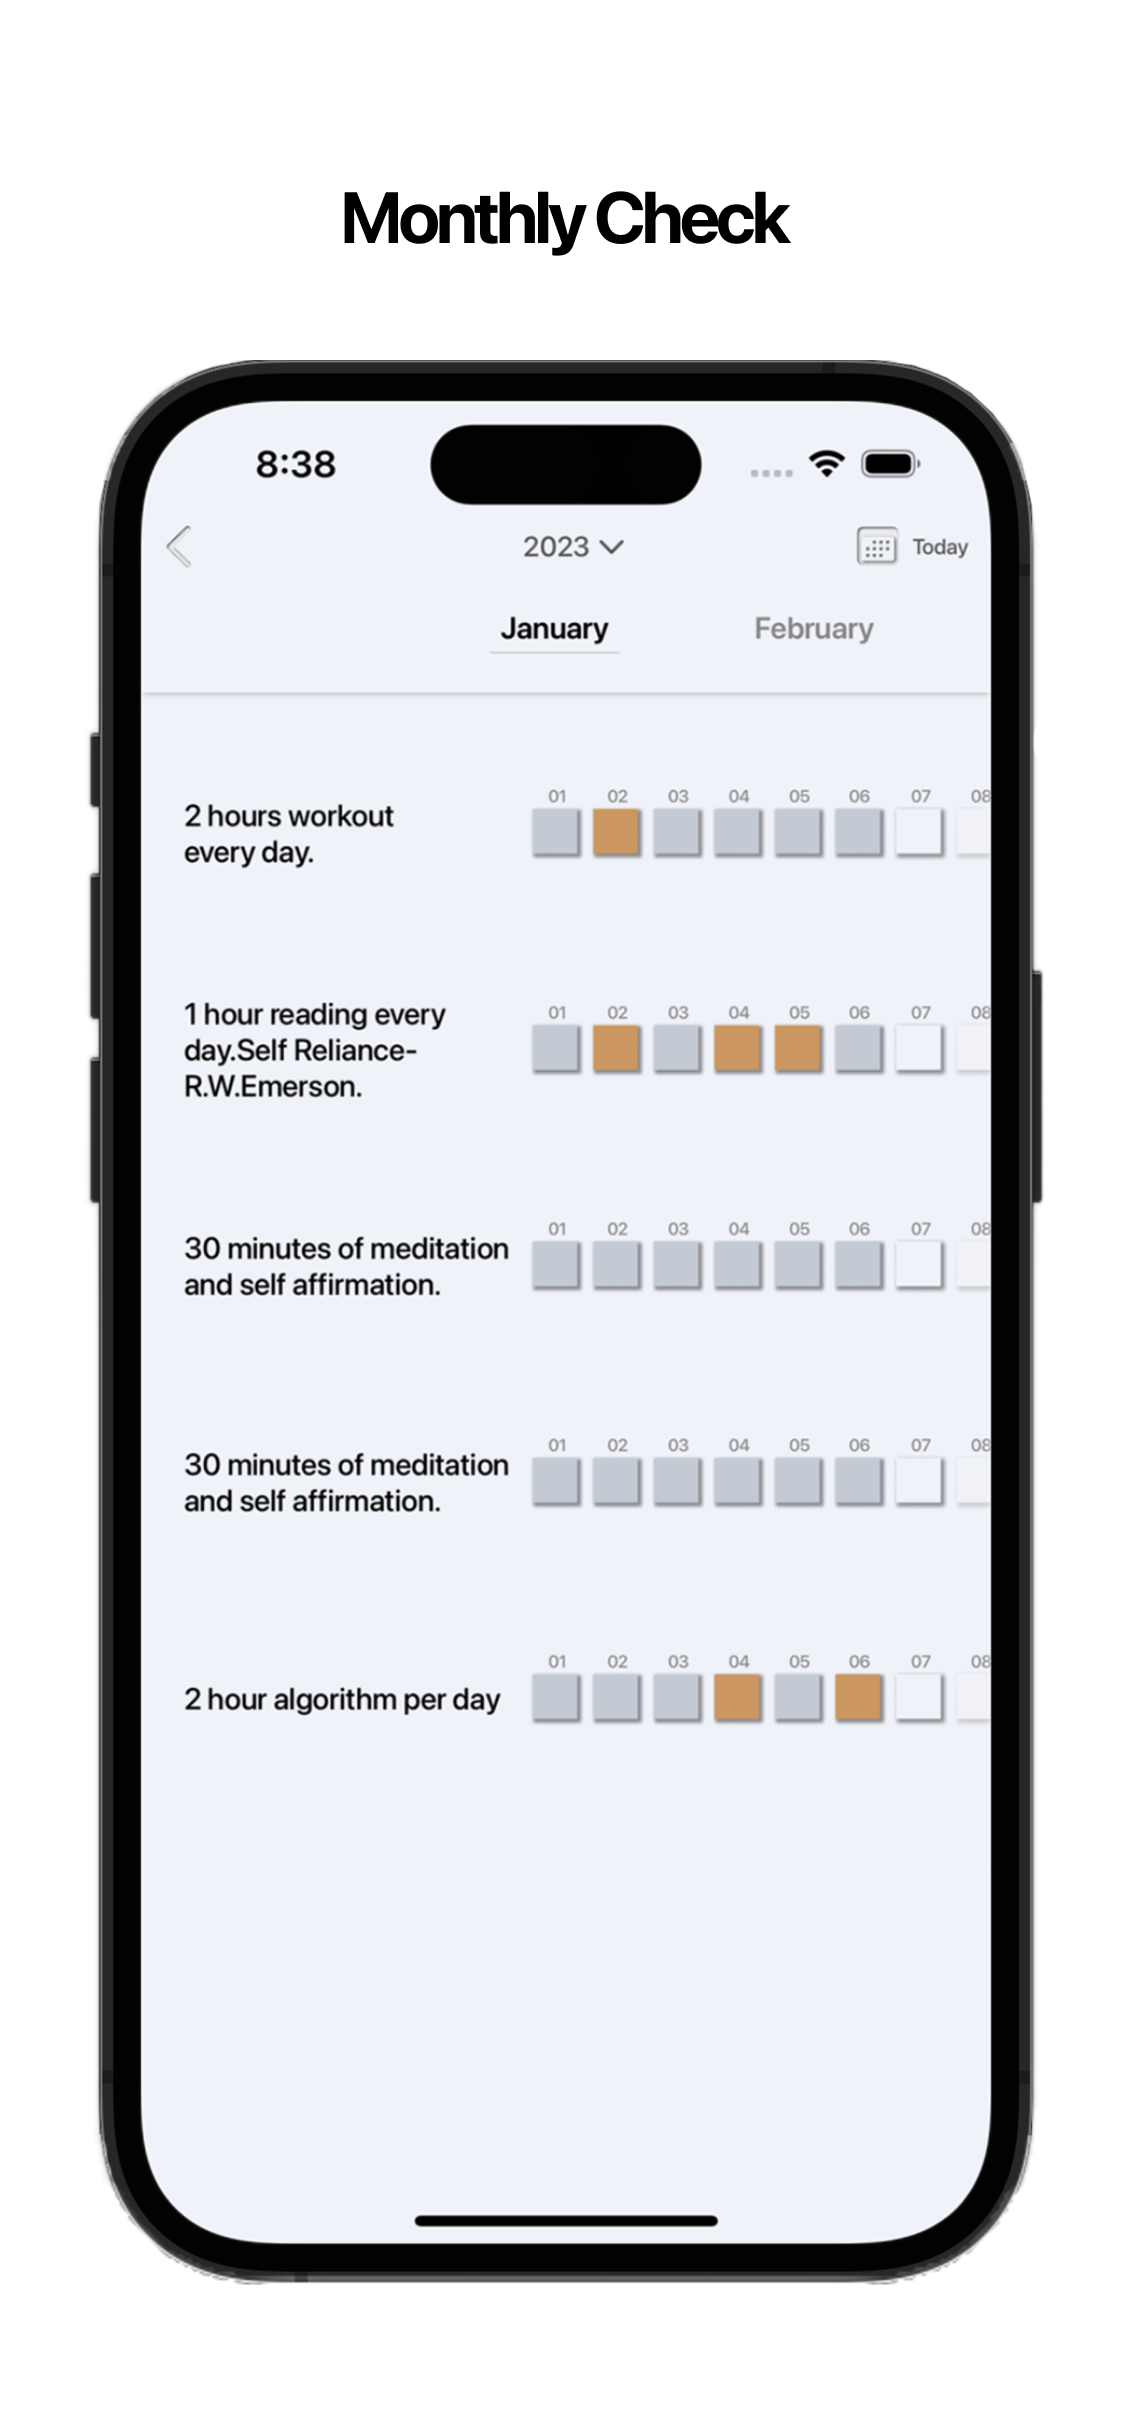 Monthly Check
8:38
2023
Today
January February
01 02 03 04 05 06 07 08
2 hours workout
every day.
1 hour reading every
01 02 03 04 05 06 07 08
day.Self Reliance-
R.W.Emerson.
01 02 03 04 05 06 07 08
30 minutes of meditation
and self affirmation.
01 02 03 04 05 06 07 08
30 minutes of meditation
and self affirmation.
01 02 03 04 05 06 07 08
2 hour algorithm per day